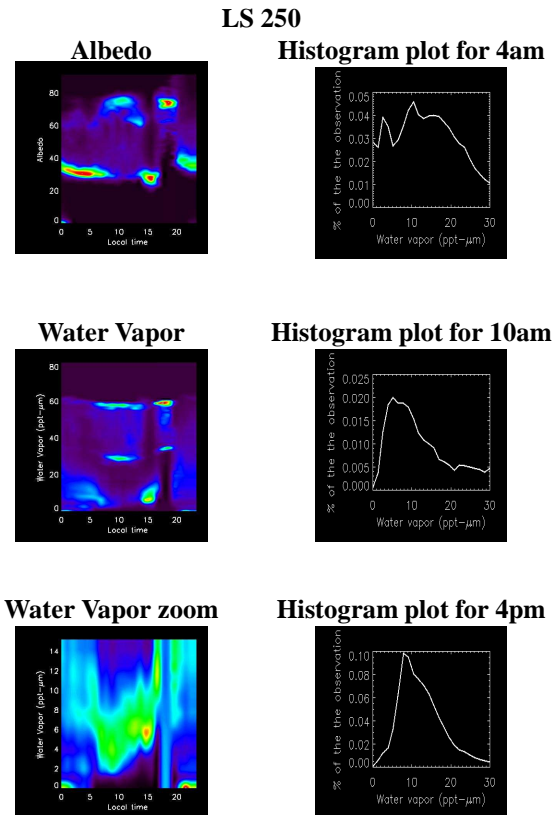 LS 250
Albedo
Histogram plot for 4am
80
60
40
20
0
Albedo
0 5 10 15 20
Local time
0.05
0.04
0.03
0.02
0.01
0.00
% of the the observation
0 10 20 30
Water vapor (ppt-μm)
Water Vapor
Histogram plot for 10am
80
60
40
20
0
Water Vapor (ppt-μm)
0 5 10 15 20
Local time
0.025
0.020
0.015
0.010
0.005
0.000
% of the the observation
0 10 20 30
Water vapor (ppt-μm)
Water Vapor zoom
Histogram plot for 4pm
14
12
10
8
6
4
2
0
Water Vapor (ppt-μm)
0 5 10 15 20
Local time
0.10
0.08
0.06
0.04
0.02
0.00
% of the the observation
0 10 20 30
Water vapor (ppt-μm)